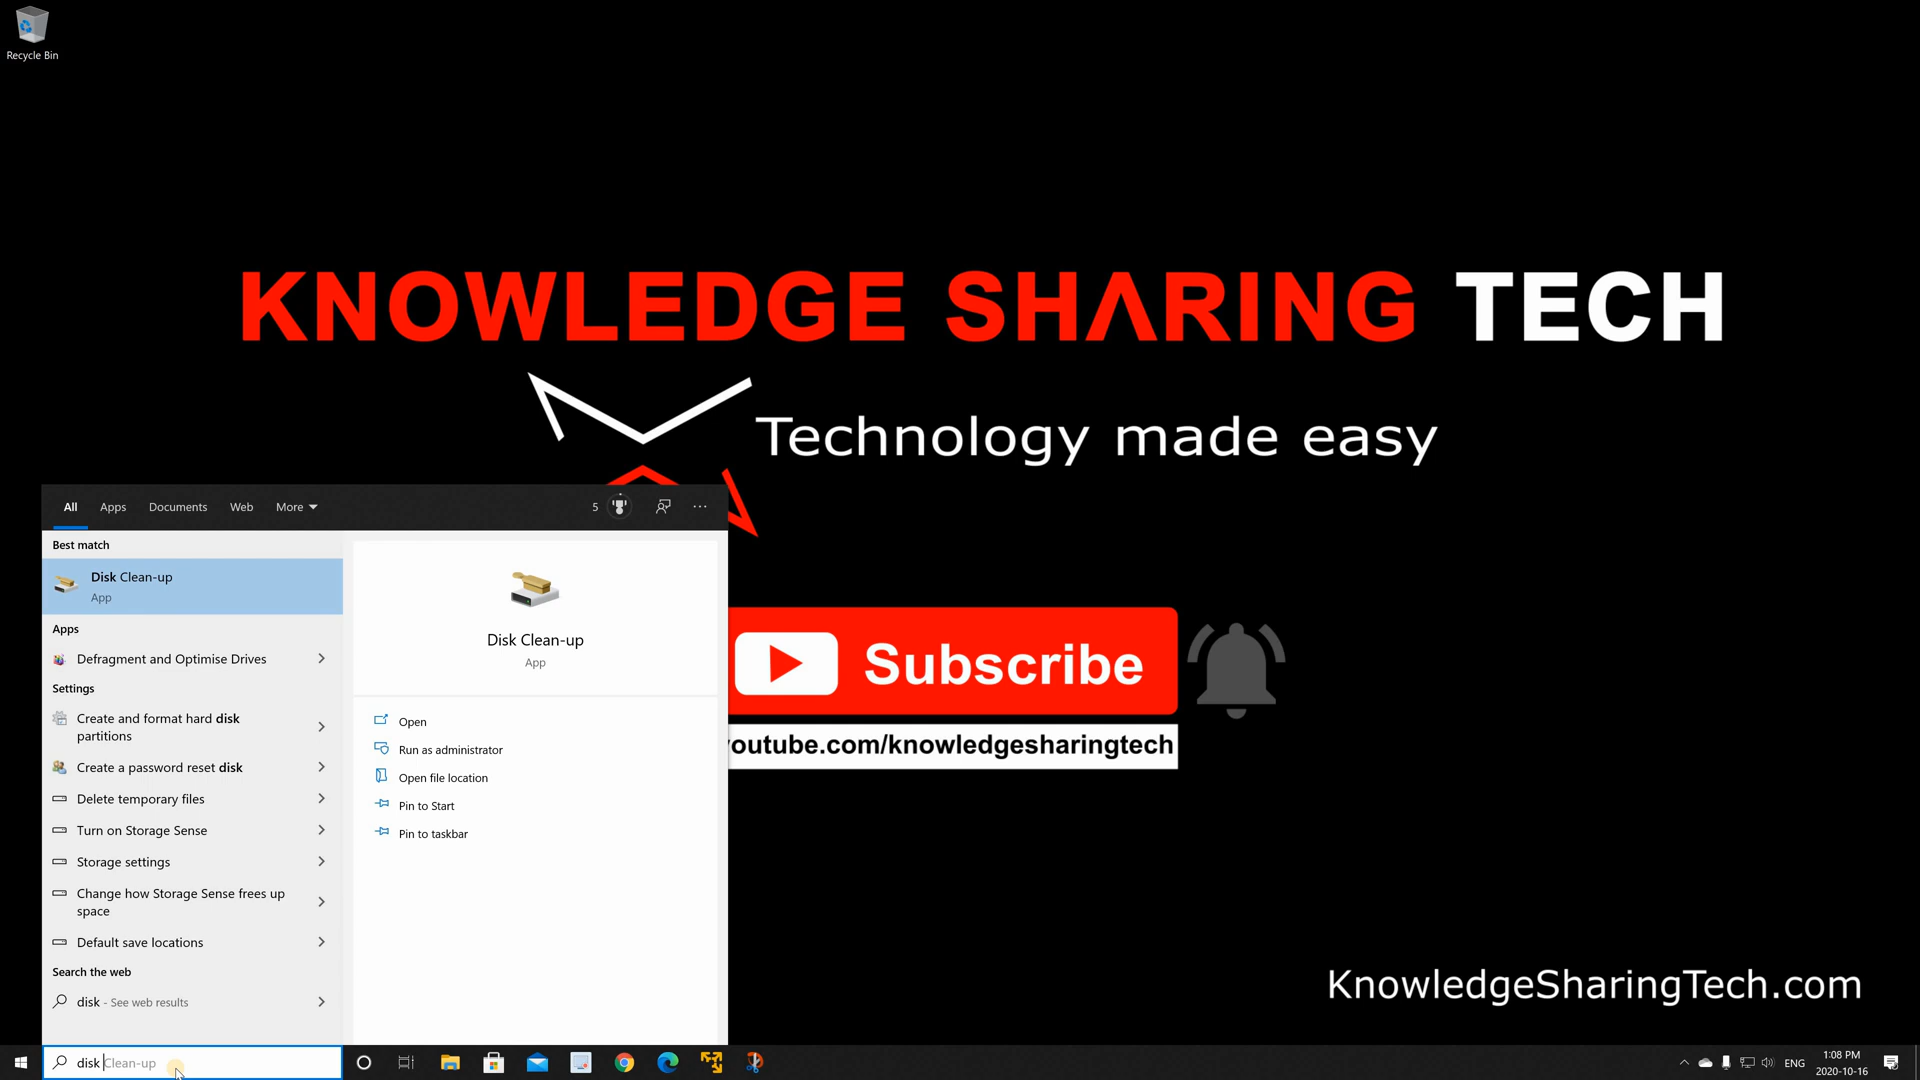 Recycle Bin
KNOWLEDGE SHARING TECH
Technology made easy
All Apps Documents Web More 5 ...
Best match
Disk Clean-up
App
Apps
Defragment and Optimise Drives
Settings
Create and format hard disk
partitions
Create a password reset disk
Delete temporary files
Turn on Storage Sense
Storage settings
Change how Storage Sense frees up
space
Default save locations
Search the web
disk - See web results
Disk Clean-up
App
Open
Run as administrator
Open file location
Pin to Start
Pin to taskbar
Subscribe
youtube.com/knowledgesharingtech
KnowledgeSharingTech.com
disk Clean-up
ENG
1:08 PM
2020-10-16